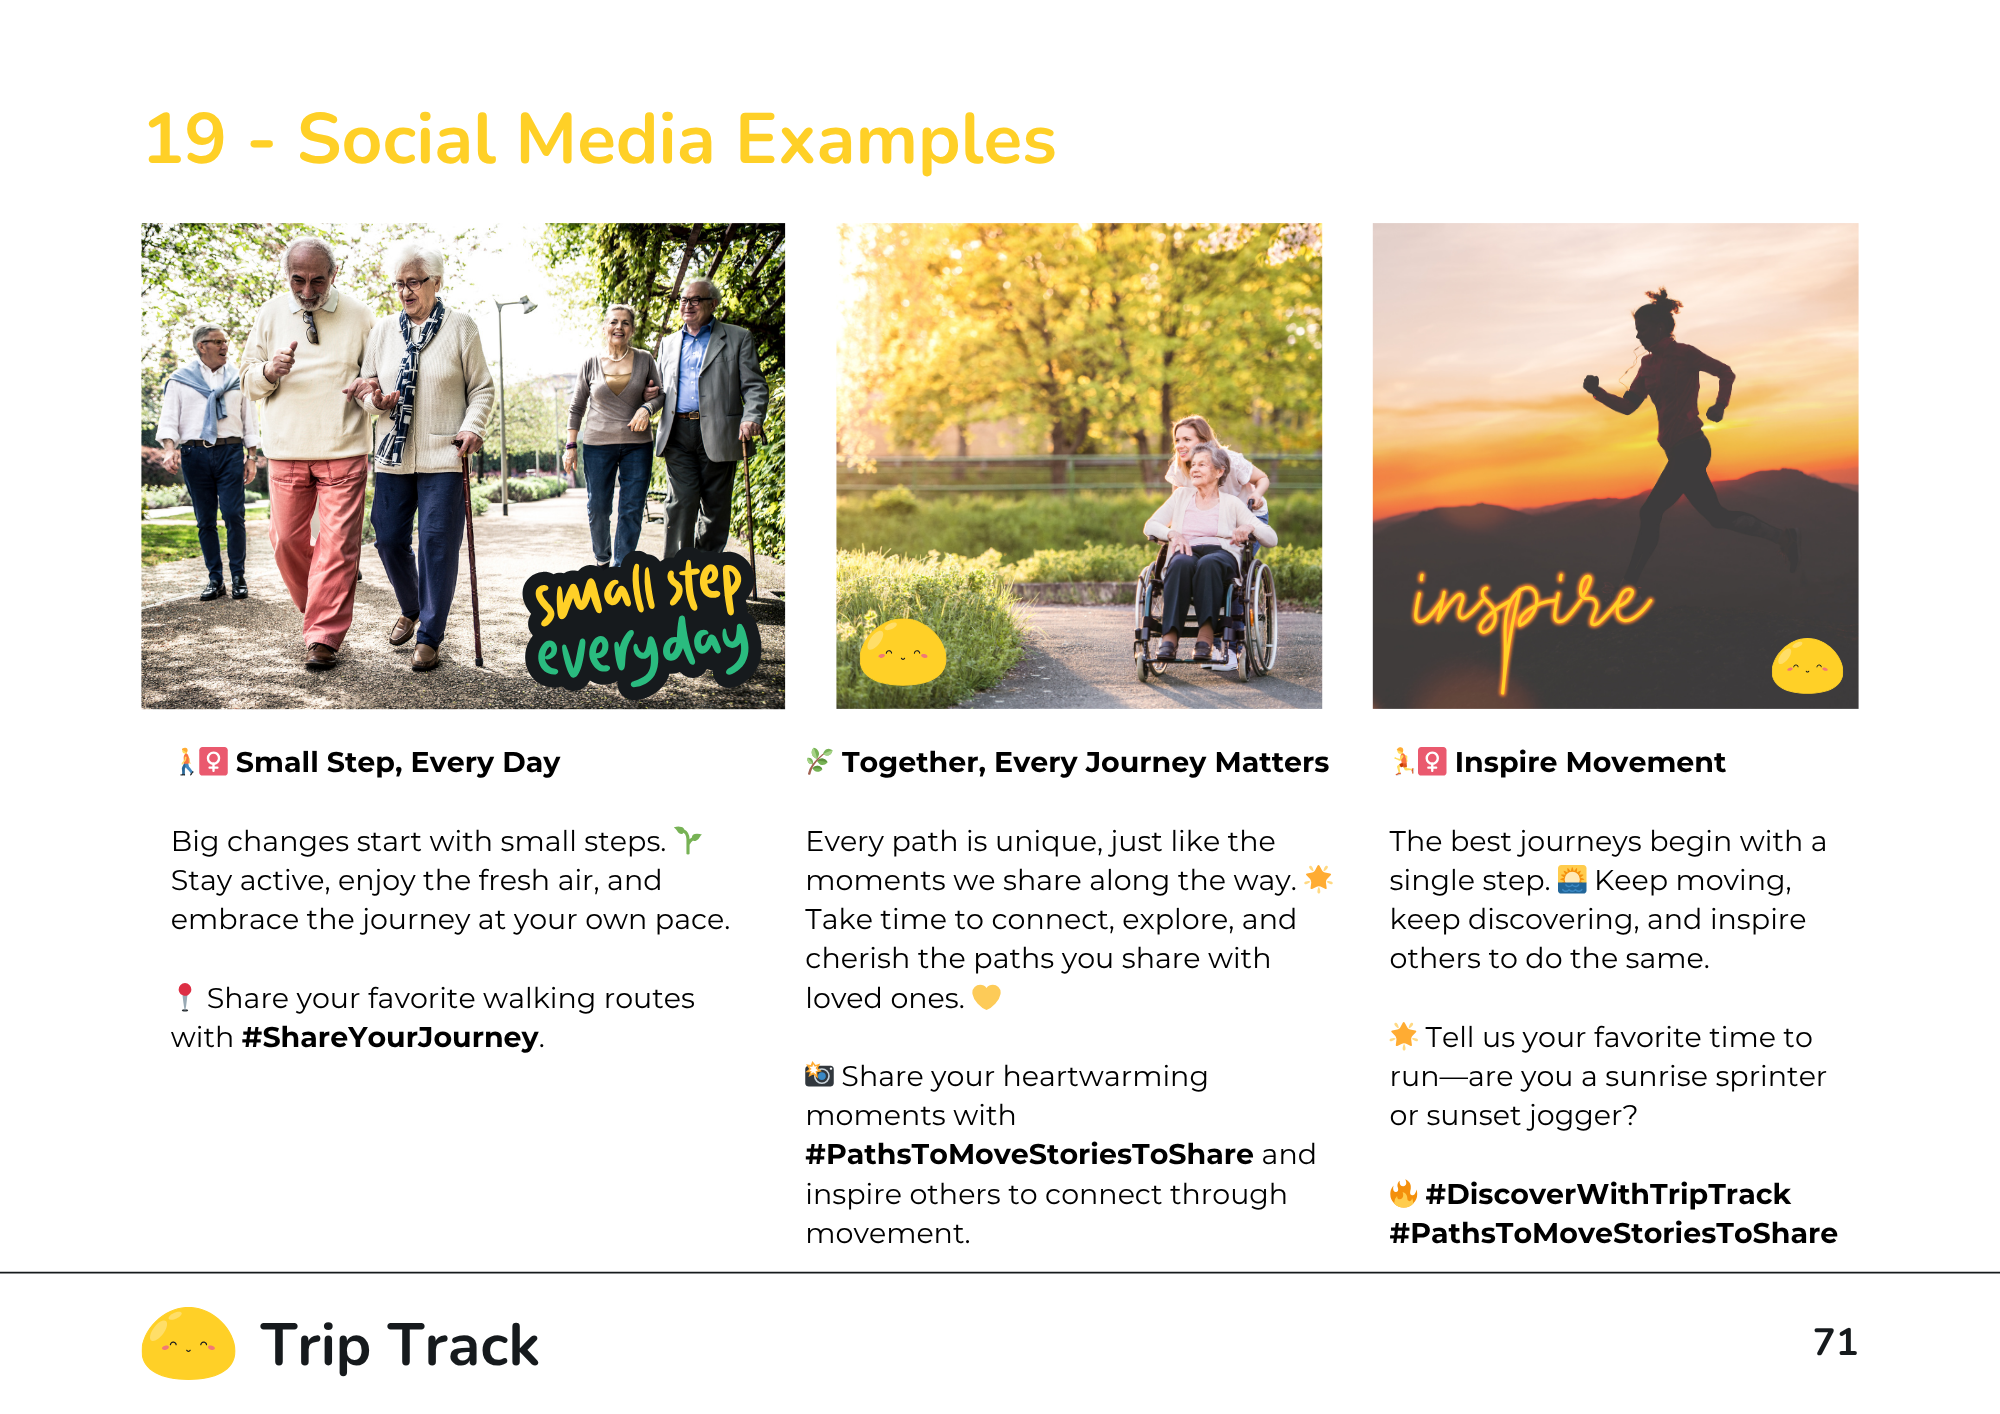 19 - Social Media Examples
small step
everyday
inspire
🚶♀️ Small Step, Every Day
Big changes start with small steps. 🌱
Stay active, enjoy the fresh air, and
embrace the journey at your own pace.
📍 Share your favorite walking routes
with #ShareYourJourney.
🌿 Together, Every Journey Matters
Every path is unique, just like the
moments we share along the way. 🌟
Take time to connect, explore, and
cherish the paths you share with
loved ones. 💛
📸 Share your heartwarming
moments with
#PathsToMoveStoriesToShare and
inspire others to connect through
movement.
🏃♀️ Inspire Movement
The best journeys begin with a
single step. 🌅 Keep moving,
keep discovering, and inspire
others to do the same.
🌟 Tell us your favorite time to
run—are you a sunrise sprinter
or sunset jogger?
🔥 #DiscoverWithTripTrack
#PathsToMoveStoriesToShare
Trip Track
71